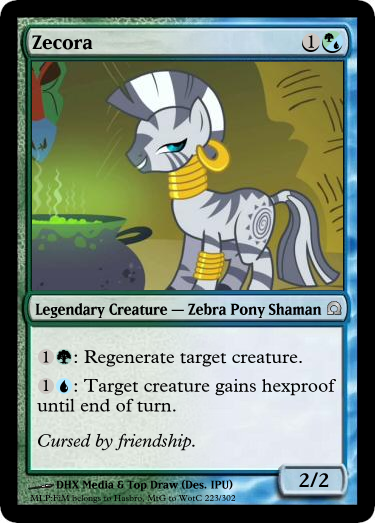 Zecora 1
Legendary Creature — Zebra Pony Shaman
1 : Regenerate target creature.
1 : Target creature gains hexproof
until end of turn.
Cursed by friendship.
DHX Media & Top Draw (Des. IPU)
MLP:FiM belongs to Hasbro, MtG to WotC 223/302
2/2